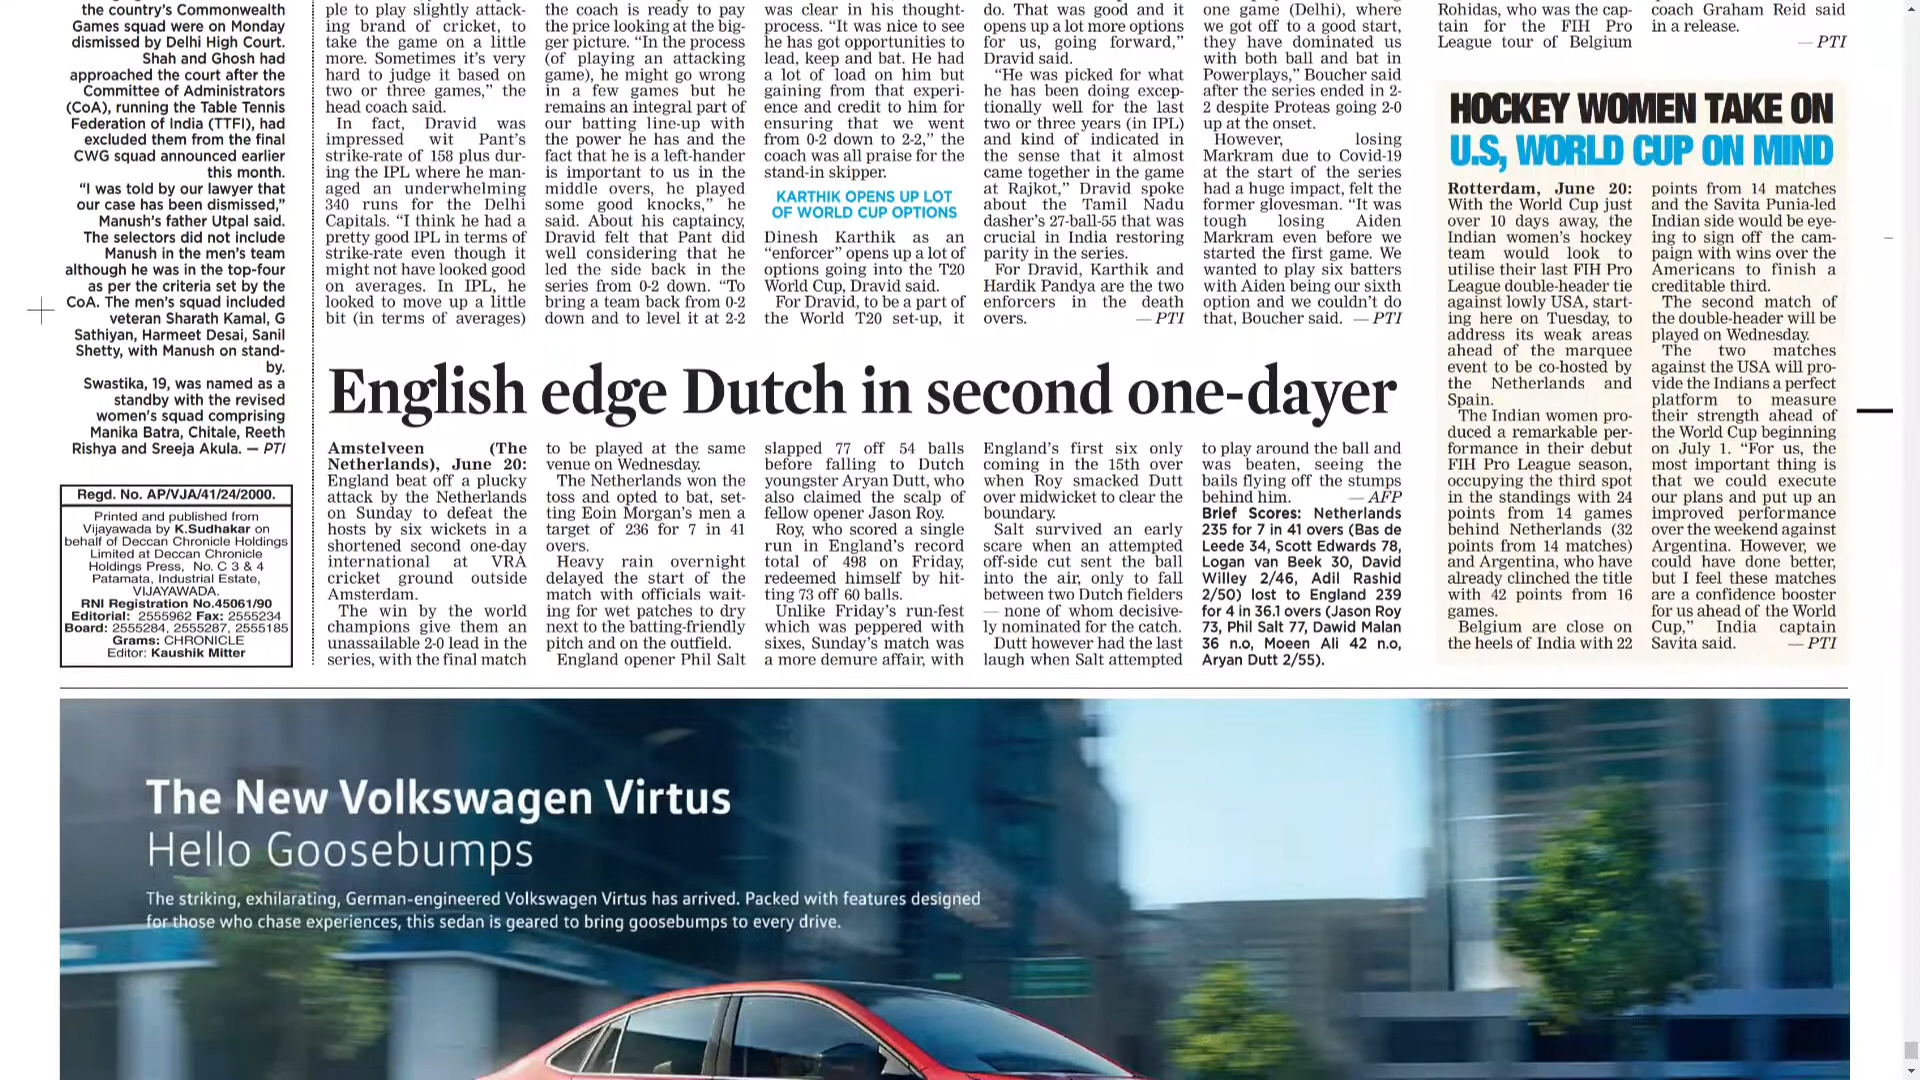 the country's Commonwealth
Games squad were on Monday
dismissed by Delhi High Court.
Shah and Ghosh had
approached the court after the
Committee of Administrators
(CoA), running the Table Tennis
Federation of India (TTFI), had
excluded them from the final
CWG squad announced earlier
this month.
“I was told by our lawyer that
our case has been dismissed,”
Manush's father Utpal said.
The selectors did not include
Manush in the men's team
although he was in the top-four
as per the criteria set by the
CoA. The men's squad included
veteran Sharath Kamal, G
Sathiyan, Harmeet Desai, Sanil
Shetty, with Manush on stand-
by.
Swastika, 19, was named as a
standby with the revised
women's squad comprising
Manika Batra, Chitale, Reeth
Rishya and Sreeja Akula. — PTI
Regd. No. AP/VJA/41/24/2000.
Printed and published from
Vijayawada by K.Sudhakar on
behalf of Deccan Chronicle Holdings
Limited at Deccan Chronicle
Holdings Press, No. C 3 & 4
Patamata, Industrial Estate,
VIJAYAWADA.
RNI Registration No.45061/90
Editorial: 2555962 Fax: 2555234
Board: 2555284, 2555287, 2555185
Grams: CHRONICLE
Editor: Kaushik Mitter
ple to play slightly attack-
ing brand of cricket, to
take the game on a little
more. Sometimes it's very
hard to judge it based on
two or three games,” the
head coach said.
In fact, Dravid was
impressed wit Pant's
strike-rate of 158 plus dur-
ing the IPL where he man-
aged an underwhelming
340 runs for the Delhi
Capitals. “I think he had a
pretty good IPL in terms of
strike-rate even though it
might not have looked good
on averages. In IPL, he
looked to move up a little
bit (in terms of averages)
the coach is ready to pay
the price looking at the big-
ger picture. “In the process
(of playing an attacking
game), he might go wrong
in a few games but he
remains an integral part of
our batting line-up with
the power he has and the
fact that he is a left-hander
is important to us in the
middle overs, he played
some good knocks,” he
said. About his captaincy,
Dravid felt that Pant did
well considering that he
led the side back in the
series from 0-2 down. “To
bring a team back from 0-2
down and to level it at 2-2
was clear in his thought-
process. “It was nice to see
he has got opportunities to
lead, keep and bat. He had
a lot of load on him but
gaining from that experi-
ence and credit to him for
ensuring that we went
from 0-2 down to 2-2,” the
coach was all praise for the
stand-in skipper.
KARTHIK OPENS UP LOT
OF WORLD CUP OPTIONS
Dinesh Karthik as an
“enforcer” opens up a lot of
options going into the T20
World Cup, Dravid said.
For Dravid, to be a part of
the World T20 set-up, it
do. That was good and it
opens up a lot more options
for us, going forward,”
Dravid said.
“He was picked for what
he has been doing excep-
tionally well for the last
two or three years (in IPL)
and kind of indicated in
the sense that it almost
came together in the game
at Rajkot,” Dravid spoke
about the Tamil Nadu
dasher's 27-ball-55 that was
crucial in India restoring
parity in the series.
For Dravid, Karthik and
Hardik Pandya are the two
enforcers in the death
overs. — PTI
one game (Delhi), where
we got off to a good start,
they have dominated us
with both ball and bat in
Powerplays,” Boucher said
after the series ended in 2-
2 despite Proteas going 2-0
up at the onset.
However, losing
Markram due to Covid-19
at the start of the series
had a huge impact, felt the
former glovesman. “It was
tough losing Aiden
Markram even before we
started the first game. We
wanted to play six batters
with Aiden being our sixth
option and we couldn't do
that, Boucher said. — PTI
English edge Dutch in second one-dayer
Amstelveen (The
Netherlands), June 20:
England beat off a plucky
attack by the Netherlands
on Sunday to defeat the
hosts by six wickets in a
shortened second one-day
international at VRA
cricket ground outside
Amsterdam.
The win by the world
champions give them an
unassailable 2-0 lead in the
series, with the final match
to be played at the same
venue on Wednesday.
The Netherlands won the
toss and opted to bat, set-
ting Eoin Morgan's men a
target of 236 for 7 in 41
overs.
Heavy rain overnight
delayed the start of the
match with officials wait-
ing for wet patches to dry
next to the batting-friendly
pitch and on the outfield.
England opener Phil Salt
slapped 77 off 54 balls
before falling to Dutch
youngster Aryan Dutt, who
also claimed the scalp of
fellow opener Jason Roy.
Roy, who scored a single
run in England's record
total of 498 on Friday,
redeemed himself by hit-
ting 73 off 60 balls.
Unlike Friday's run-fest
which was peppered with
sixes, Sunday's match was
a more demure affair, with
England's first six only
coming in the 15th over
when Roy smacked Dutt
over midwicket to clear the
boundary.
Salt survived an early
scare when an attempted
off-side cut sent the ball
into the air, only to fall
between two Dutch fielders
— none of whom decisive-
ly nominated for the catch.
Dutt however had the last
laugh when Salt attempted
to play around the ball and
was beaten, seeing the
bails flying off the stumps
behind him. — AFP
Brief Scores: Netherlands
235 for 7 in 41 overs (Bas de
Leede 34, Scott Edwards 78,
Logan van Beek 30, David
Willey 2/46, Adil Rashid
2/50) lost to England 239
for 4 in 36.1 overs (Jason Roy
73, Phil Salt 77, Dawid Malan
36 n.o, Moeen Ali 42 n.o,
Aryan Dutt 2/55).
Rohidas, who was the cap-
tain for the FIH Pro
League tour of Belgium
coach Graham Reid said
in a release.
— PTI
HOCKEY WOMEN TAKE ON
U.S, WORLD CUP ON MIND
Rotterdam, June 20:
With the World Cup just
over 10 days away, the
Indian women's hockey
team would look to
utilise their last FIH Pro
League double-header tie
against lowly USA, start-
ing here on Tuesday, to
address its weak areas
ahead of the marquee
event to be co-hosted by
the Netherlands and
Spain.
The Indian women pro-
duced a remarkable per-
formance in their debut
FIH Pro League season,
occupying the third spot
in the standings with 24
points from 14 games
behind Netherlands (32
points from 14 matches)
and Argentina, who have
already clinched the title
with 42 points from 16
games.
Belgium are close on
the heels of India with 22
points from 14 matches
and the Savita Punia-led
Indian side would be eye-
ing to sign off the cam-
paign with wins over the
Americans to finish a
creditable third.
The second match of
the double-header will be
played on Wednesday.
The two matches
against the USA will pro-
vide the Indians a perfect
platform to measure
their strength ahead of
the World Cup beginning
on July 1. “For us, the
most important thing is
that we could execute
our plans and put up an
improved performance
over the weekend against
Argentina. However, we
could have done better,
but I feel these matches
are a confidence booster
for us ahead of the World
Cup,” India captain
Savita said. — PTI
The New Volkswagen Virtus
Hello Goosebumps
The striking, exhilarating, German-engineered Volkswagen Virtus has arrived. Packed with features designed
for those who chase experiences, this sedan is geared to bring goosebumps to every drive.